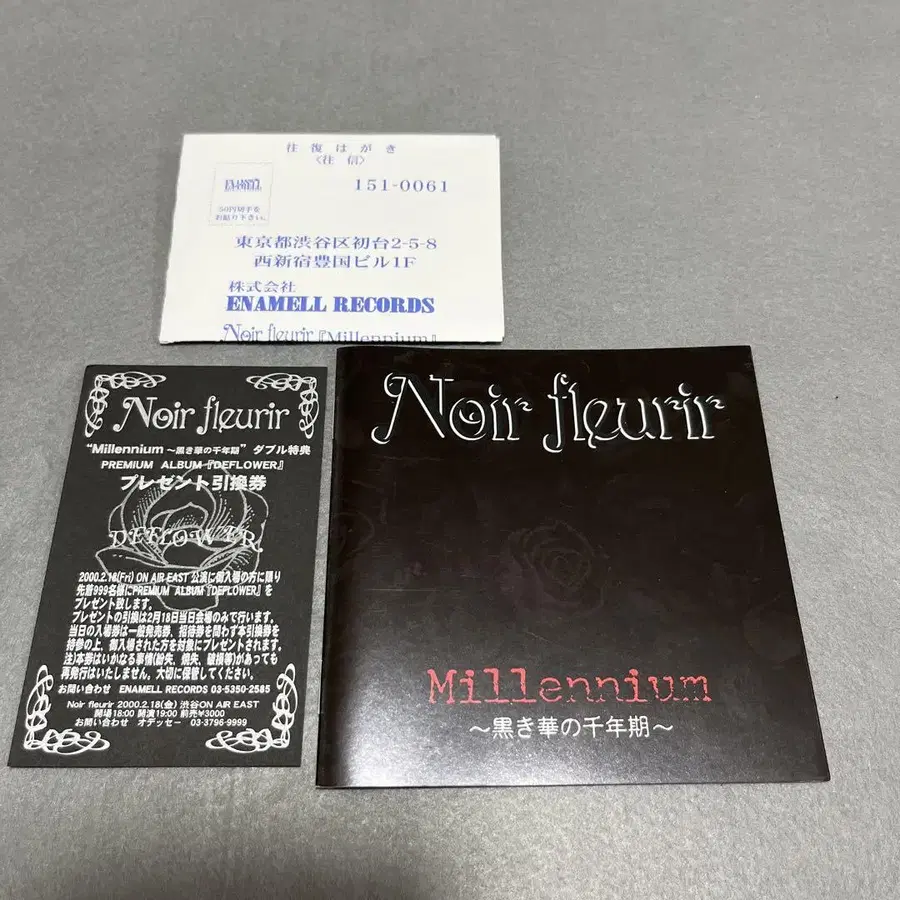 往復はがき
〈往信〉
ENAMELL
151-0061
50円切手を
お貼り下さい。
東京都渋谷区初台2-5-8
西新宿豊国ビル1F
株式会社
ENAMELL RECORDS
Noir fleurir『Millennium』
Noir fleurir
“Millennium ～黒き華の千年期” ダブル特典
PREMIUM ALBUM『DEFLOWER』
プレゼント引換券
DEFLOWER
2000.2.18(Fri) ON AIR EAST 公演に御入場の方に限り
先着999名様にPREMIUM ALBUM『DEFLOWER』を
プレゼント致します。
プレゼントの引換は2月18日当日会場のみで行います。
当日の入場券は一般発売券、招待券を問わず本引換券を
持参の上、御入場された方を対象にプレゼントされます。
注)本券はいかなる事情(紛失、焼失、破損等)があっても
再発行はいたしません。大切に保管してください。
お問い合わせ ENAMELL RECORDS 03-5350-2585
Noir fleurir 2000.2.18(金) 渋谷ON AIR EAST
開場18:00 開演19:00 前売¥3000
お問い合わせ オデッセー 03-3796-9999
Noir fleurir
Millennium
～黒き華の千年期～